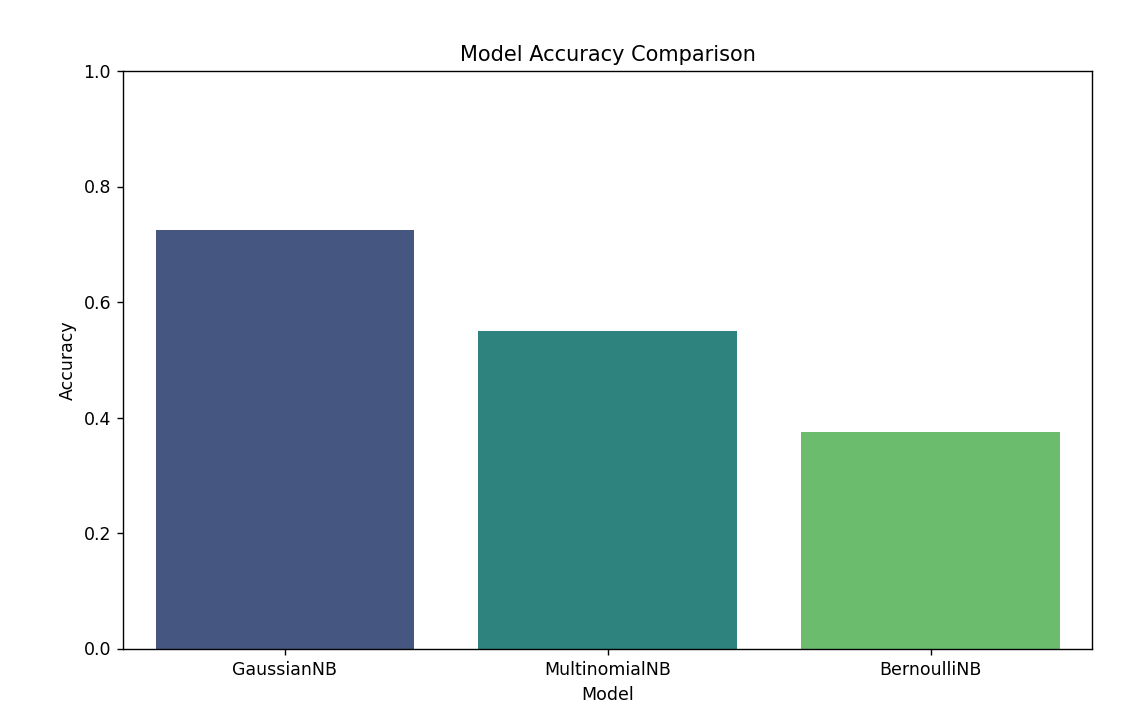 Model Accuracy Comparison
1.0
0.8
0.6
0.4
0.2
0.0
Accuracy
GaussianNB
MultinomialNB
BernoulliNB
Model